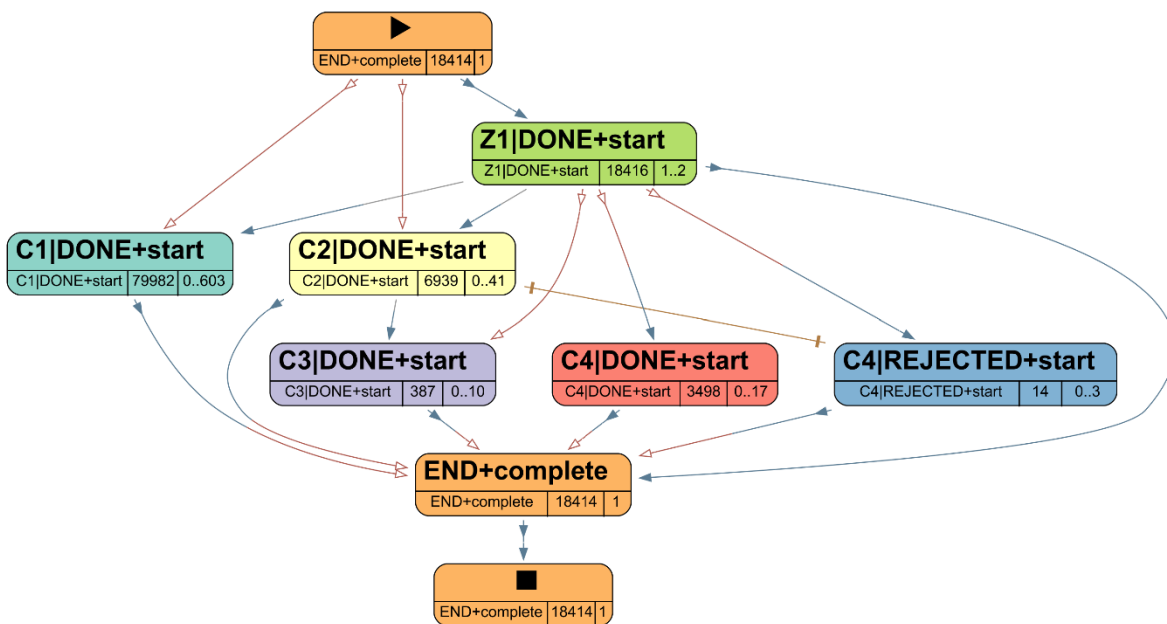 END+complete 18414 1
Z1|DONE+start
Z1|DONE+start 18416 1..2
C1|DONE+start
C1|DONE+start 79982 0..603
C2|DONE+start
C2|DONE+start 6939 0..41
C3|DONE+start
C3|DONE+start 387 0..10
C4|DONE+start
C4|DONE+start 3498 0..17
C4|REJECTED+start
C4|REJECTED+start 14 0..3
END+complete
END+complete 18414 1
END+complete 18414 1